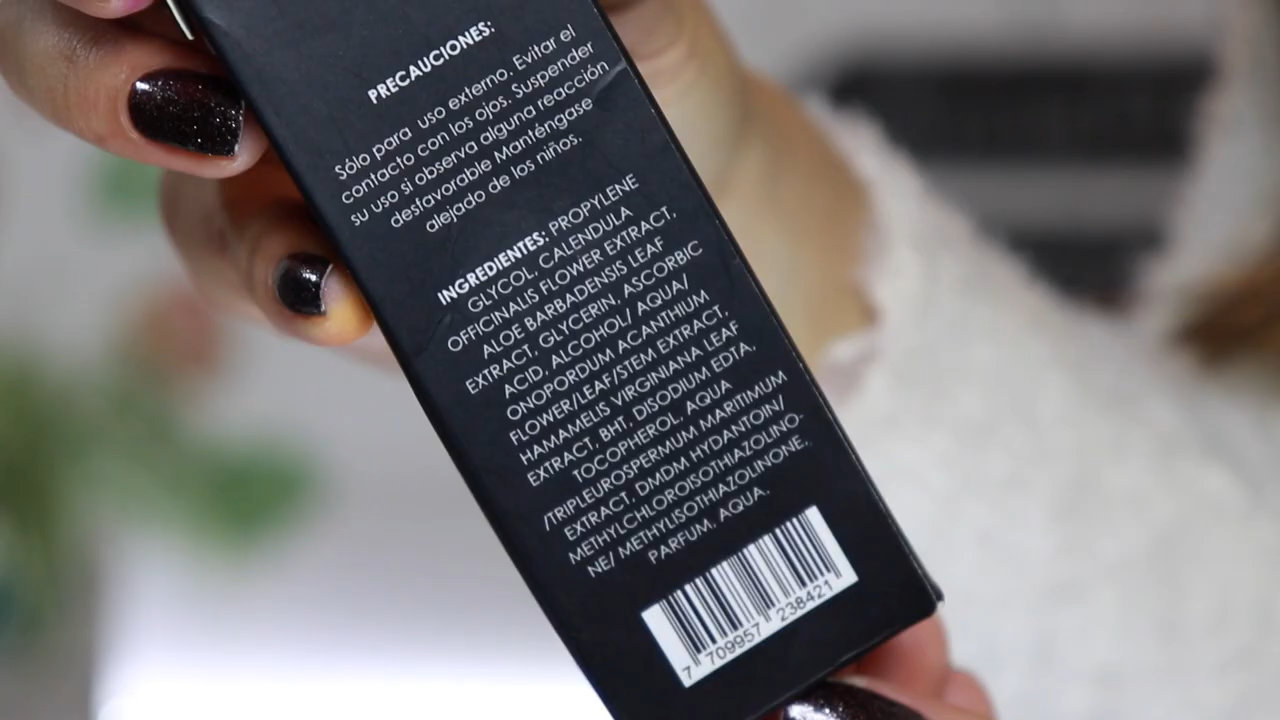 PRECAUCIONES:
Sólo para uso externo. Evitar el
contacto con los ojos. Suspender
su uso si observa alguna reacción
desfavorable Manténgase
alejado de los niños.
INGREDIENTES: PROPYLENE
GLYCOL, CALENDULA
OFFICINALIS FLOWER EXTRACT,
ALOE BARBADENSIS LEAF
EXTRACT, GLYCERIN, ASCORBIC
ACID, ALCOHOL/ AQUA/
ONOPORDUM ACANTHIUM
FLOWER/LEAF/STEM EXTRACT,
HAMAMELIS VIRGINIANA LEAF
EXTRACT, BHT, DISODIUM EDTA.
TOCOPHEROL, AQUA
/TRIPLEUROSPERMUM MARITIMUM
EXTRACT, DMDM HYDANTOIN/
METHYLCHLOROISOTHIAZOLINO-
NE/ METHYLISOTHIAZOLINONE,
PARFUM, AQUA.
7 709957 238421